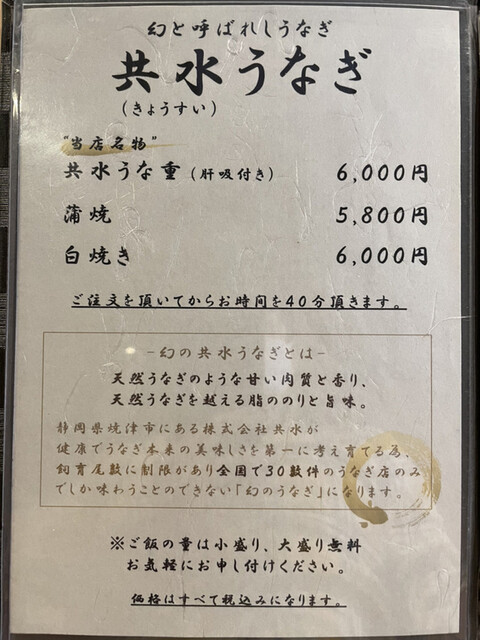 幻と呼ばれしうなぎ
共水うなぎ
(きょうすい)
"当店名物"
共水うな重(肝吸付き) 6,000円
蒲焼 5,800円
白焼き 6,000円
ご注文を頂いてからお時間を40分頂きます。
-幻の共水うなぎとは-
天然うなぎのような甘い肉質と香り、
天然うなぎを越える脂ののりと旨味。
静岡県焼津市にある株式会社共水が
健康でうなぎ本来の美味しさを第一に考え育てる為、
飼育尾数に制限があり全国で30数件のうなぎ店のみ
でしか味わうことのできない「幻のうなぎ」になります。
※ご飯の量は小盛り、大盛り無料
お気軽にお申し付けください。
価格はすべて税込みになります。